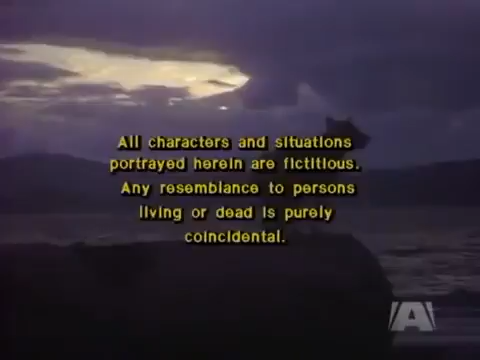 All characters and situations
portrayed herein are fictitious.
Any resemblance to persons
living or dead is purely
coincidental.
A